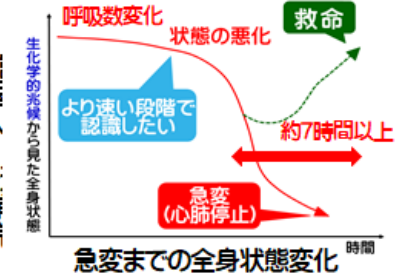 呼吸数変化
状態の悪化
救命
生化学的兆候から見た全身状態
より速い段階で
認識したい
約7時間以上
急変
(心肺停止)
時間
急変までの全身状態変化